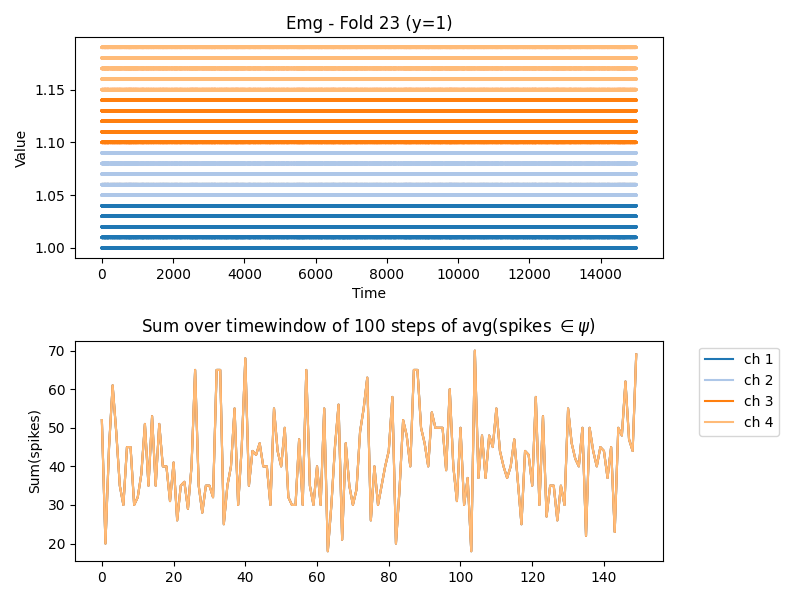 Emg - Fold 23 (y=1)
Value
1.15
1.10
1.05
1.00
0 2000 4000 6000 8000 10000 12000 14000
Time
Sum over timewindow of 100 steps of avg(spikes ∈ ψ)
Sum(spikes)
70
60
50
40
30
20
0 20 40 60 80 100 120 140
ch 1
ch 2
ch 3
ch 4